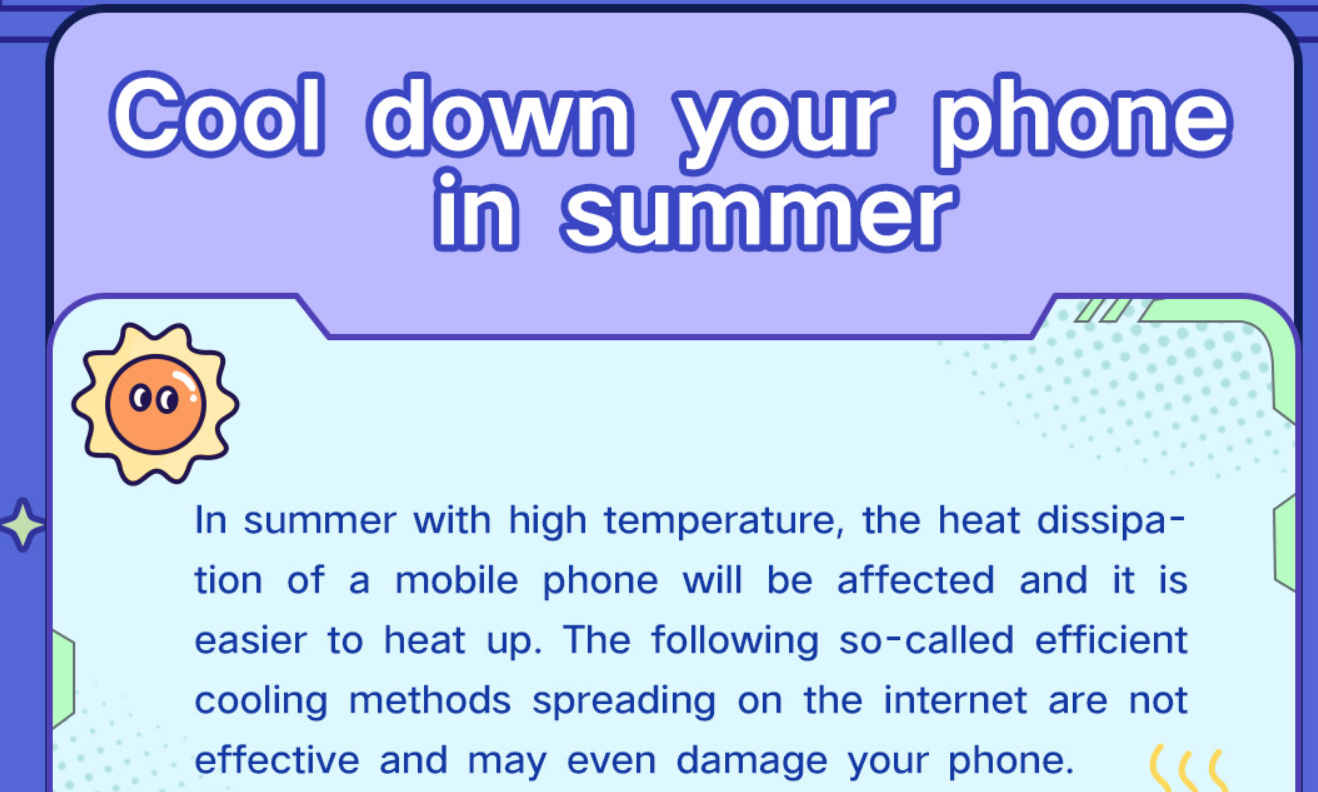 Cool down your phone
in summer
In summer with high temperature, the heat dissipa-
tion of a mobile phone will be affected and it is
easier to heat up. The following so-called efficient
cooling methods spreading on the internet are not
effective and may even damage your phone.